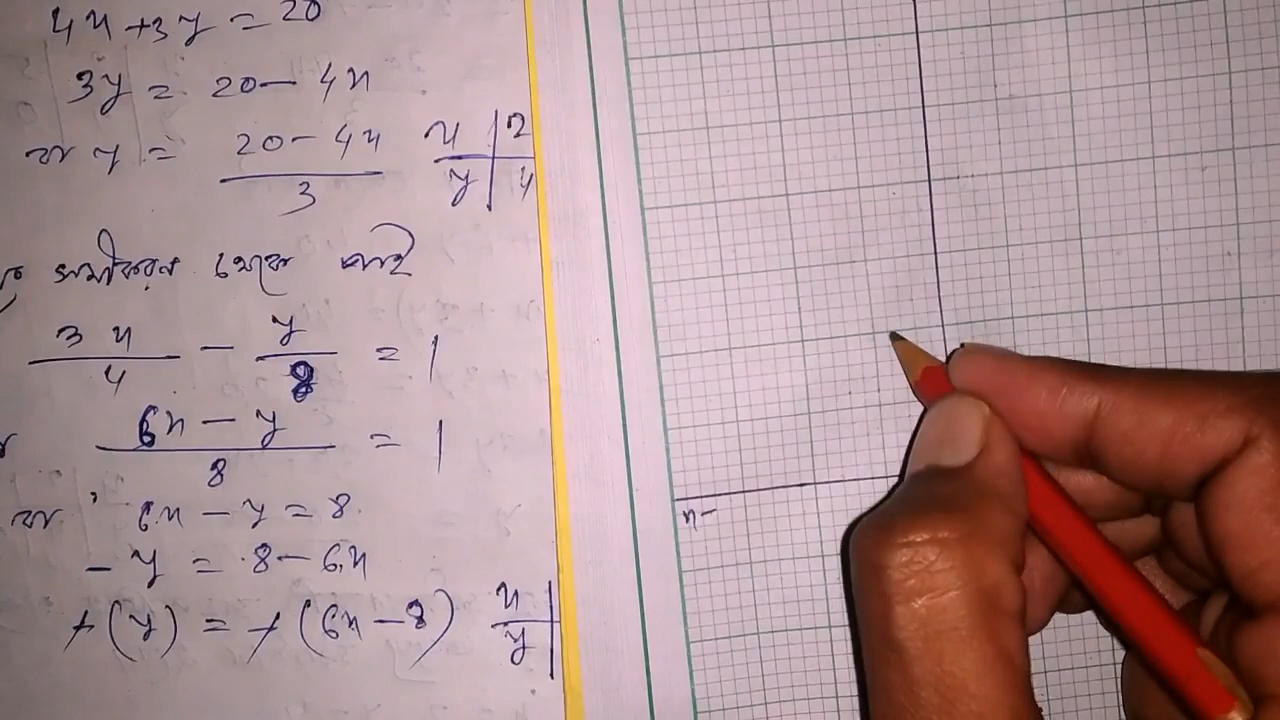 4x + 3y = 20
3y = 20 - 4x
বা y = (20 - 4x)/3
x | 2
y | 4
সমীকরণ থেকে পাই
3x/4 - y/8 = 1
(6x - y)/8 = 1
বা 6x - y = 8
-y = 8 - 6x
-(y) = -(6x - 8)
x |
y |
x-